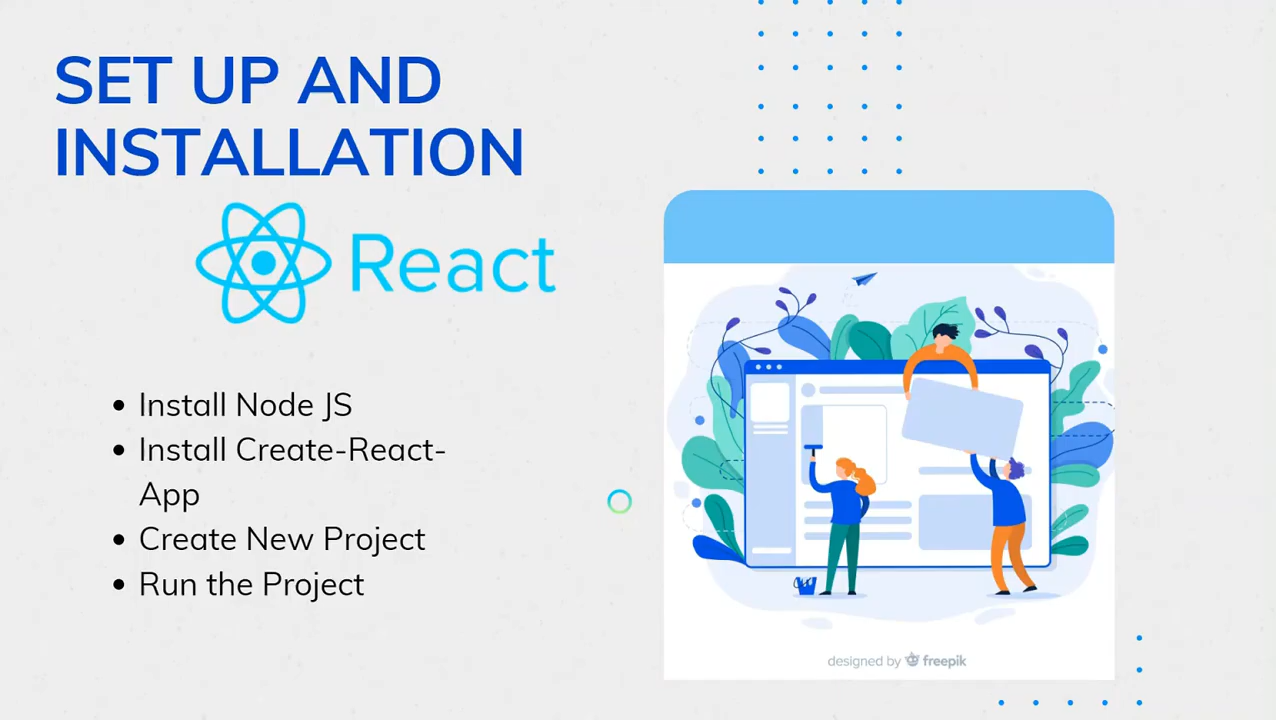 SET UP AND
INSTALLATION
React
• Install Node JS
• Install Create-React-
App
• Create New Project
• Run the Project
designed by freepik